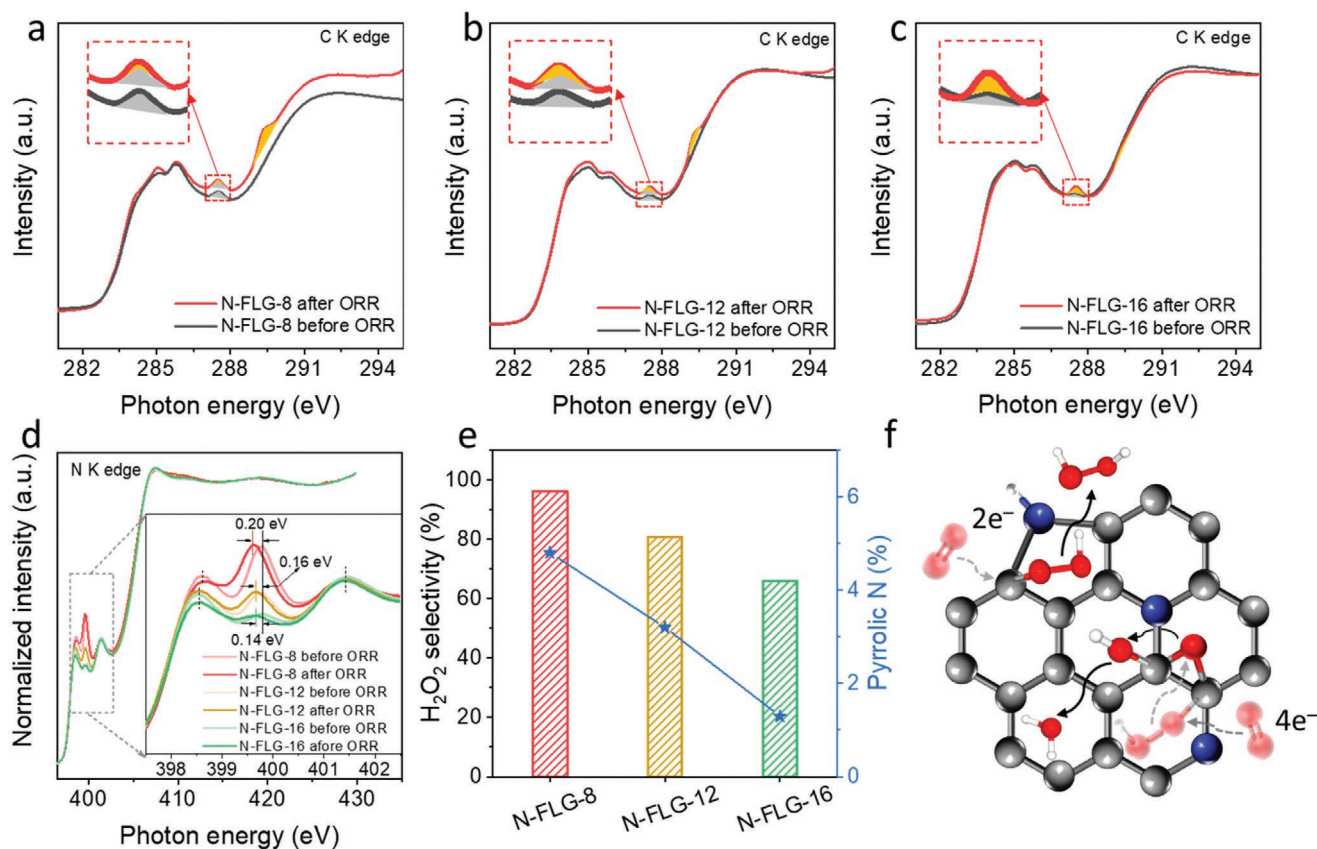 a
C K edge
Intensity (a.u.)
N-FLG-8 after ORR
N-FLG-8 before ORR
282 285 288 291 294
Photon energy (eV)
b
C K edge
Intensity (a.u.)
N-FLG-12 after ORR
N-FLG-12 before ORR
282 285 288 291 294
Photon energy (eV)
c
C K edge
Intensity (a.u.)
N-FLG-16 after ORR
N-FLG-16 before ORR
282 285 288 291 294
Photon energy (eV)
d
N K edge
Normalized intensity (a.u.)
0.20 eV
0.16 eV
0.14 eV
N-FLG-8 before ORR
N-FLG-8 after ORR
N-FLG-12 before ORR
N-FLG-12 after ORR
N-FLG-16 before ORR
N-FLG-16 afore ORR
398 399 400 401 402
400 410 420 430
Photon energy (eV)
e
H₂O₂ selectivity (%)
100
80
60
40
20
0
Pyrrolic N (%)
6
4
2
0
N-FLG-8
N-FLG-12
N-FLG-16
f
2e⁻
4e⁻